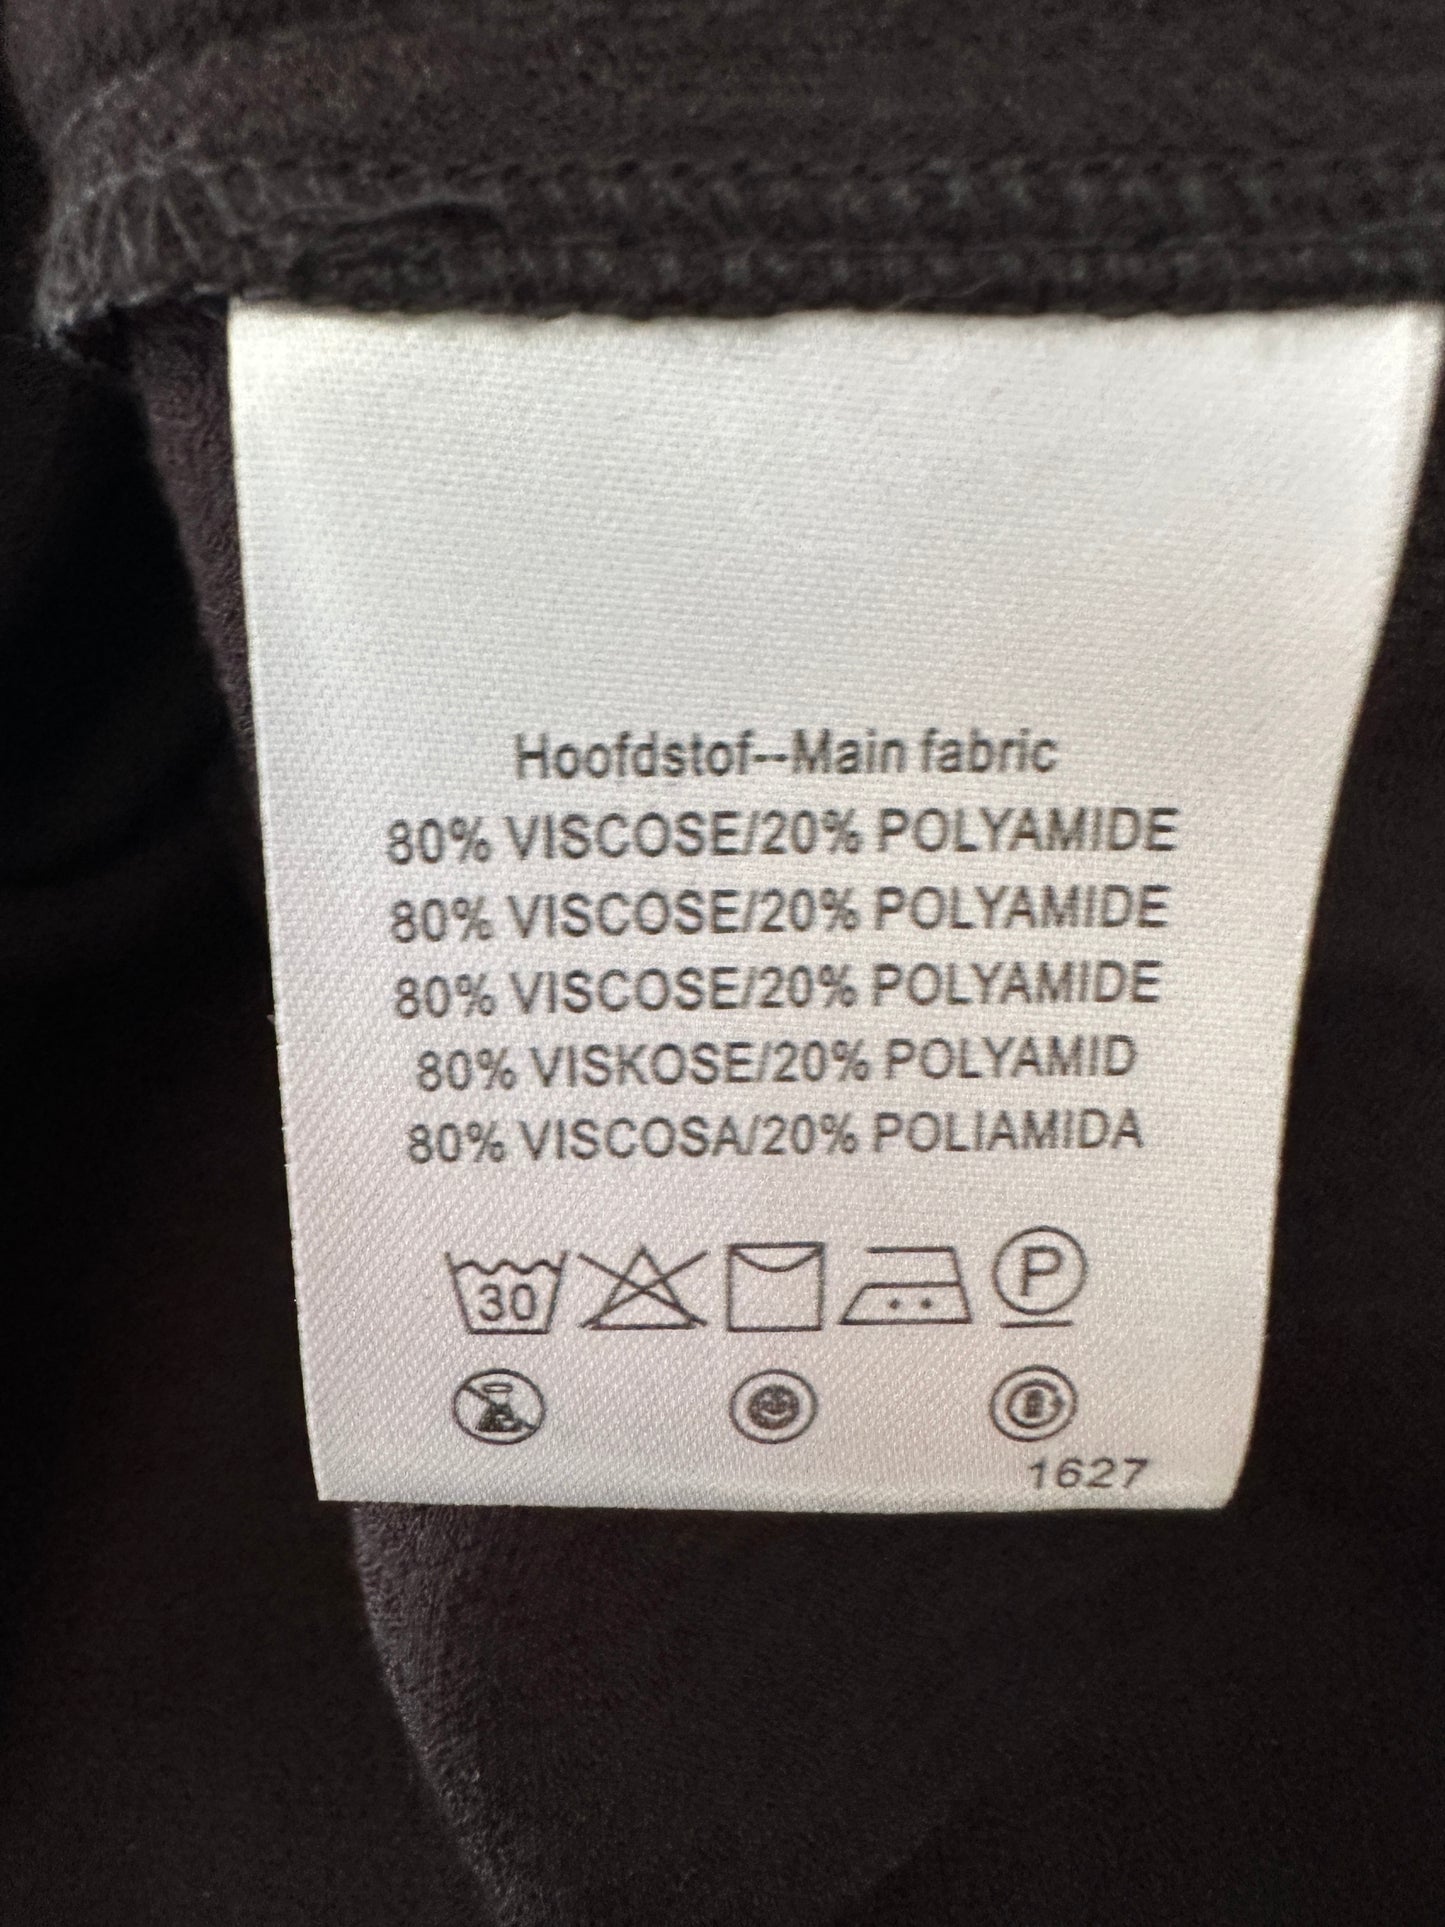 Hoofdstof--Main fabric
80% VISCOSE/20% POLYAMIDE
80% VISCOSE/20% POLYAMIDE
80% VISCOSE/20% POLYAMIDE
80% VISKOSE/20% POLYAMID
80% VISCOSA/20% POLIAMIDA
30 P
1627